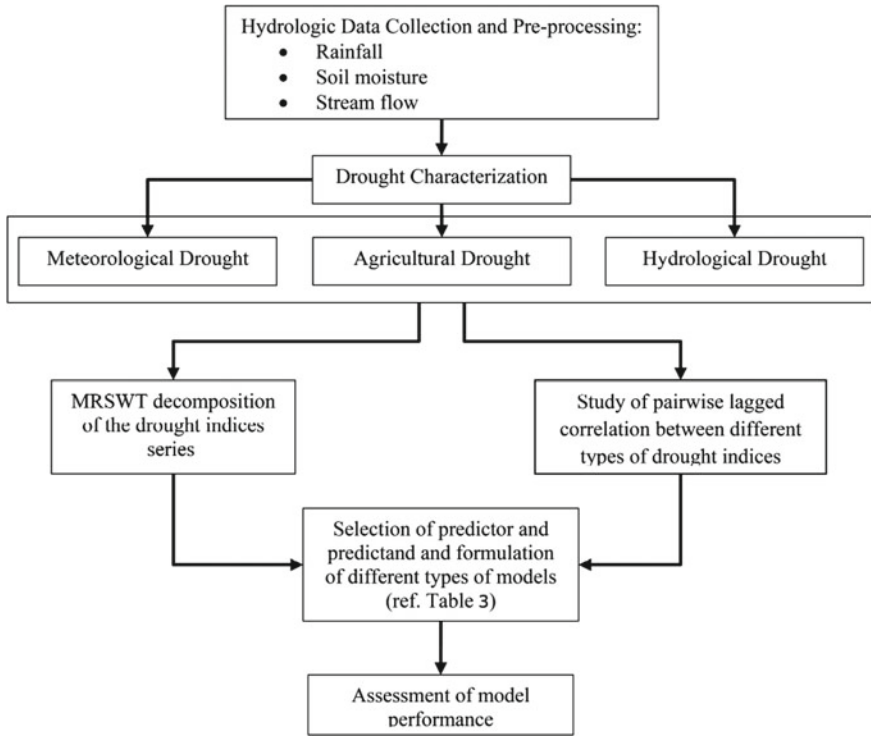 Hydrologic Data Collection and Pre-processing:
• Rainfall
• Soil moisture
• Stream flow
Drought Characterization
Meteorological Drought
Agricultural Drought
Hydrological Drought
MRSWT decomposition
of the drought indices
series
Study of pairwise lagged
correlation between different
types of drought indices
Selection of predictor and
predictand and formulation
of different types of models
(ref. Table 3)
Assessment of model
performance